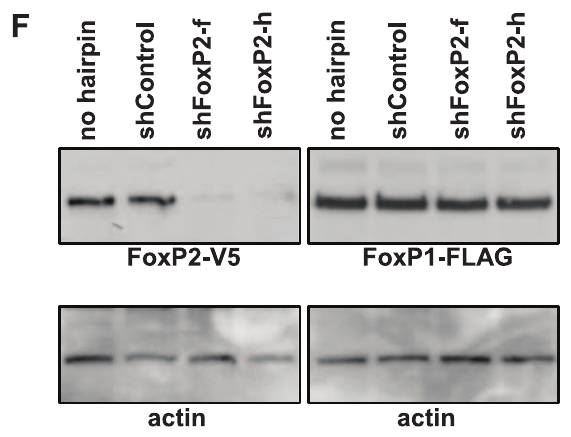 F
no hairpin
shControl
shFoxP2-f
shFoxP2-h
no hairpin
shControl
shFoxP2-f
shFoxP2-h
FoxP2-V5
FoxP1-FLAG
actin
actin